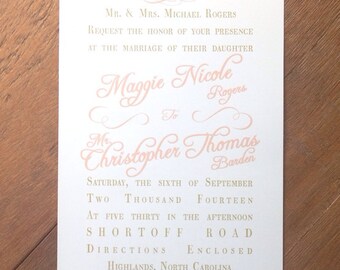 Mr. & Mrs. Michael Rogers
Request the honor of your presence
at the marriage of their daughter
Maggie Nicole
Rogers
To
Mr.
Christopher Thomas
Barden
Saturday, the sixth of September
Two Thousand Fourteen
At five thirty in the afternoon
Shortoff Road
Directions Enclosed
Highlands, North Carolina